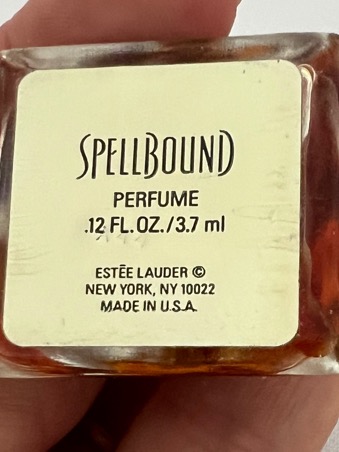 SPELLBOUND
PERFUME
.12 FL.OZ./3.7 ml
ESTĒE LAUDER ©
NEW YORK, NY 10022
MADE IN U.S.A.